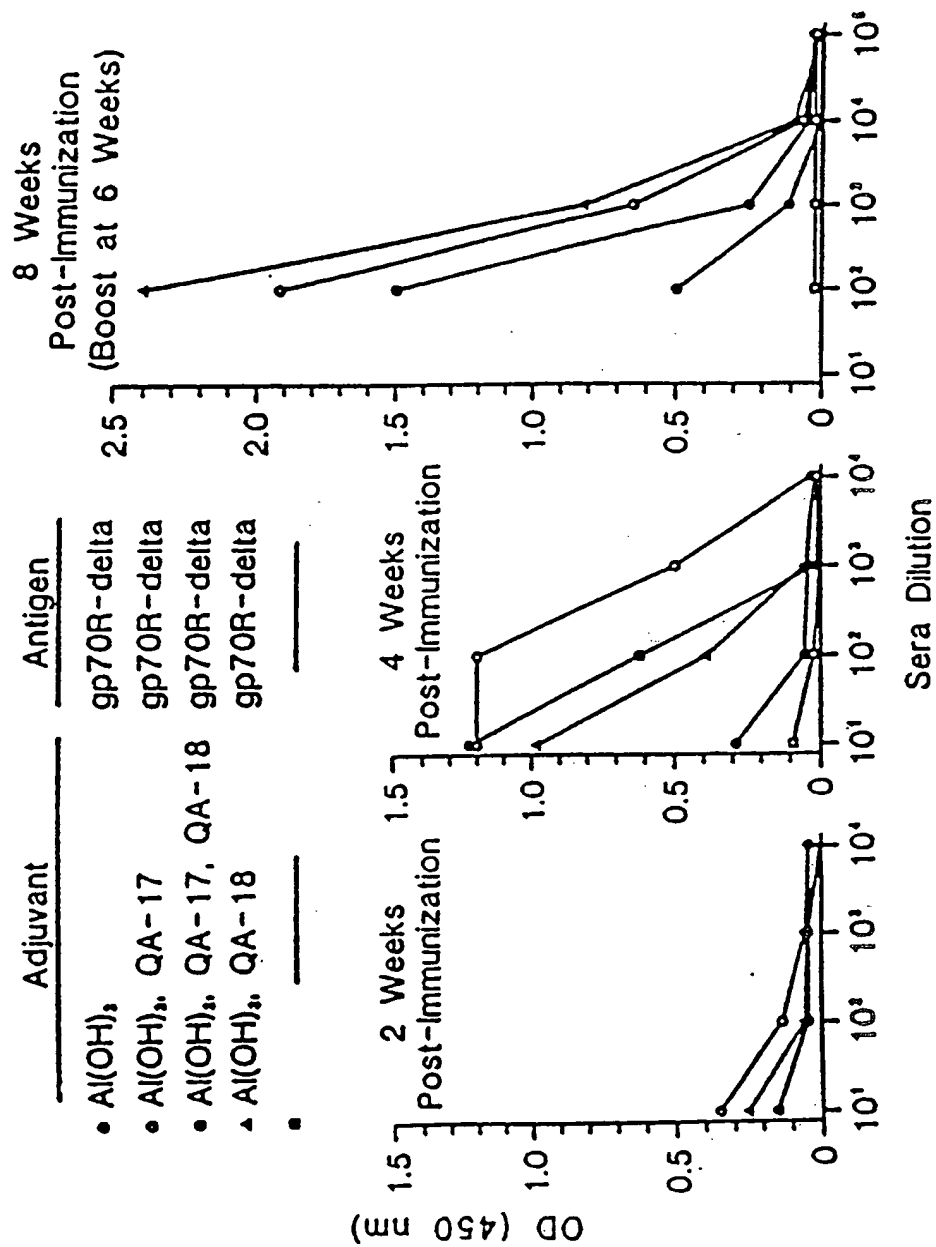 Adjuvant Antigen
• Al(OH)₃ gp70R-delta
○ Al(OH)₃, QA-17 gp70R-delta
● Al(OH)₃, QA-17, QA-18 gp70R-delta
▲ Al(OH)₃, QA-18 gp70R-delta
■
OD (450 nm)
2 Weeks
Post-Immunization
1.5
1.0
0.5
0
10¹ 10² 10³ 10⁴
4 Weeks
Post-Immunization
1.5
1.0
0.5
0
10¹ 10² 10³ 10⁴
8 Weeks
Post-Immunization
(Boost at 6 Weeks)
2.5
2.0
1.5
1.0
0.5
0
10¹ 10² 10³ 10⁴
Sera Dilution